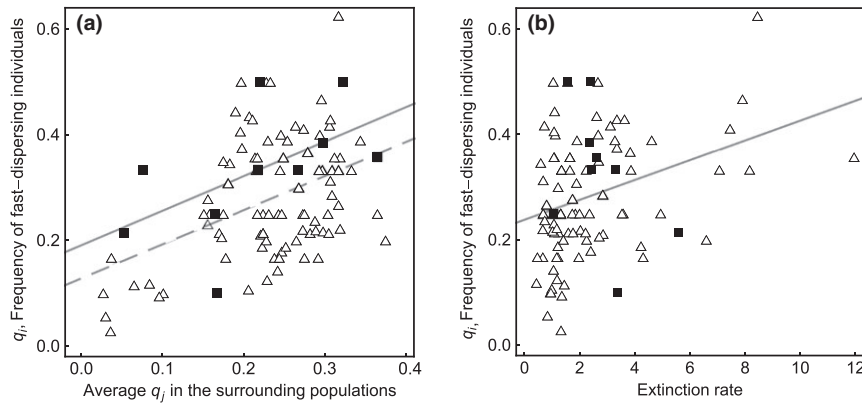 (a)
q_i, Frequency of fast–dispersing individuals
0.6
0.4
0.2
0.0
0.0 0.1 0.2 0.3 0.4
Average q_j in the surrounding populations
(b)
q_i, Frequency of fast–dispersing individuals
0.6
0.4
0.2
0.0
0 2 4 6 8 10 12
Extinction rate